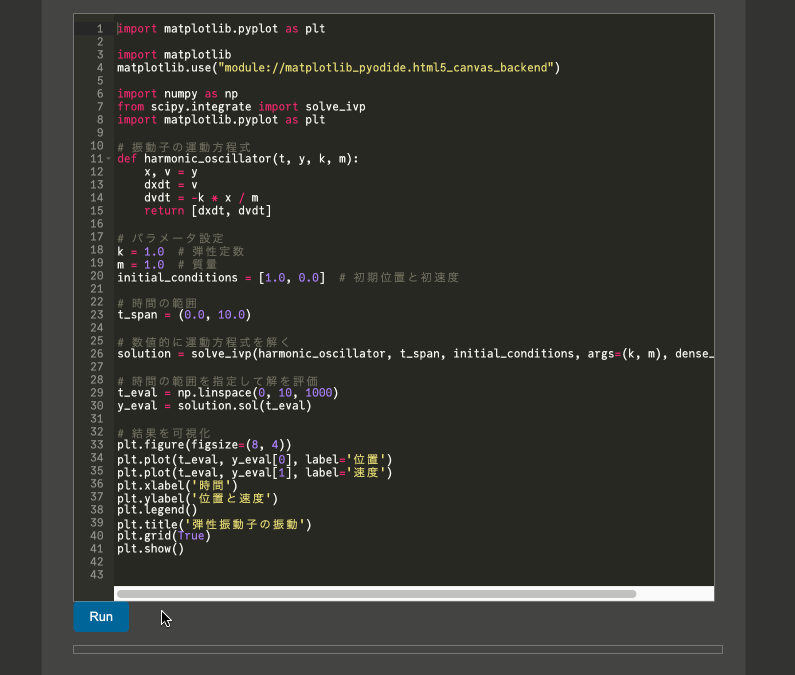 1 import matplotlib.pyplot as plt
2
3 import matplotlib
4 matplotlib.use("module://matplotlib_pyodide.html5_canvas_backend")
5
6 import numpy as np
7 from scipy.integrate import solve_ivp
8 import matplotlib.pyplot as plt
9
10 # 振動子の運動方程式
11 def harmonic_oscillator(t, y, k, m):
12     x, v = y
13     dxdt = v
14     dvdt = -k * x / m
15     return [dxdt, dvdt]
16
17 # パラメータ設定
18 k = 1.0  # 弾性定数
19 m = 1.0  # 質量
20 initial_conditions = [1.0, 0.0]  # 初期位置と初速度
21
22 # 時間の範囲
23 t_span = (0.0, 10.0)
24
25 # 数値的に運動方程式を解く
26 solution = solve_ivp(harmonic_oscillator, t_span, initial_conditions, args=(k, m), dense_
27
28 # 時間の範囲を指定して解を評価
29 t_eval = np.linspace(0, 10, 1000)
30 y_eval = solution.sol(t_eval)
31
32 # 結果を可視化
33 plt.figure(figsize=(8, 4))
34 plt.plot(t_eval, y_eval[0], label='位置')
35 plt.plot(t_eval, y_eval[1], label='速度')
36 plt.xlabel('時間')
37 plt.ylabel('位置と速度')
38 plt.legend()
39 plt.title('弾性振動子の振動')
40 plt.grid(True)
41 plt.show()
42
43
Run